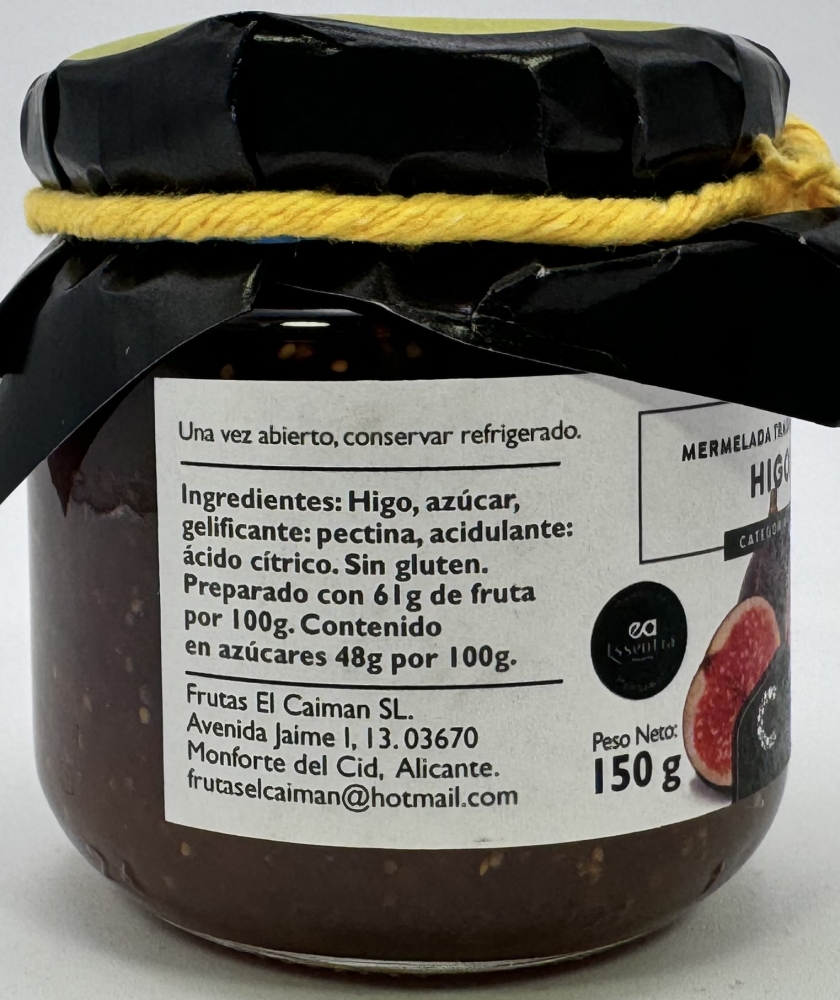 Una vez abierto, conservar refrigerado.
Ingredientes: Higo, azúcar,
gelificante: pectina, acidulante:
ácido cítrico. Sin gluten.
Preparado con 61g de fruta
por 100g. Contenido
en azúcares 48g por 100g.
Frutas El Caiman SL.
Avenida Jaime I, 13. 03670
Monforte del Cid, Alicante.
frutaselcaiman@hotmail.com
MERMELADA
ea
Peso Neto:
150 g